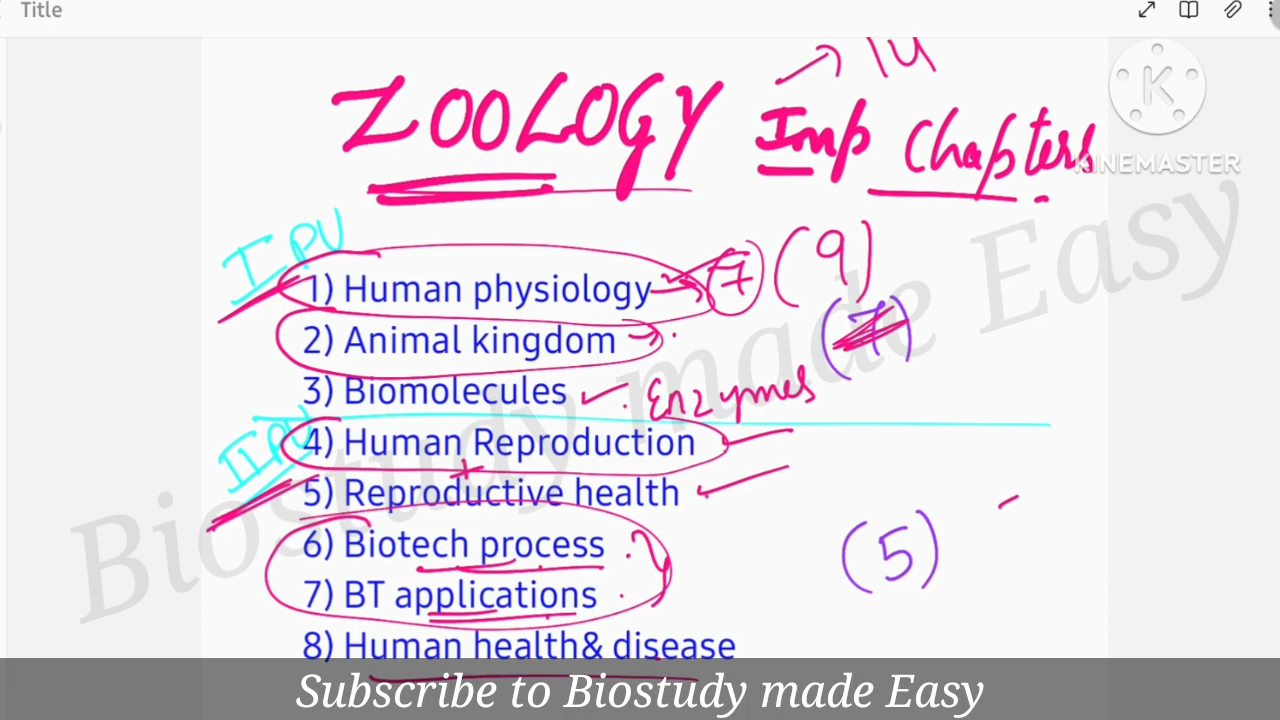 Title
→ 14
ZOOLOGY Imp Chapters
K
KINEMASTER
I PU
1) Human physiology → (7) (9)
2) Animal kingdom → (7)
3) Biomolecules ✓ Enzymes
II PU
4) Human Reproduction
+
5) Reproductive health
6) Biotech process
(5)
7) BT applications
8) Human health& disease
Biostudy made Easy
Subscribe to Biostudy made Easy